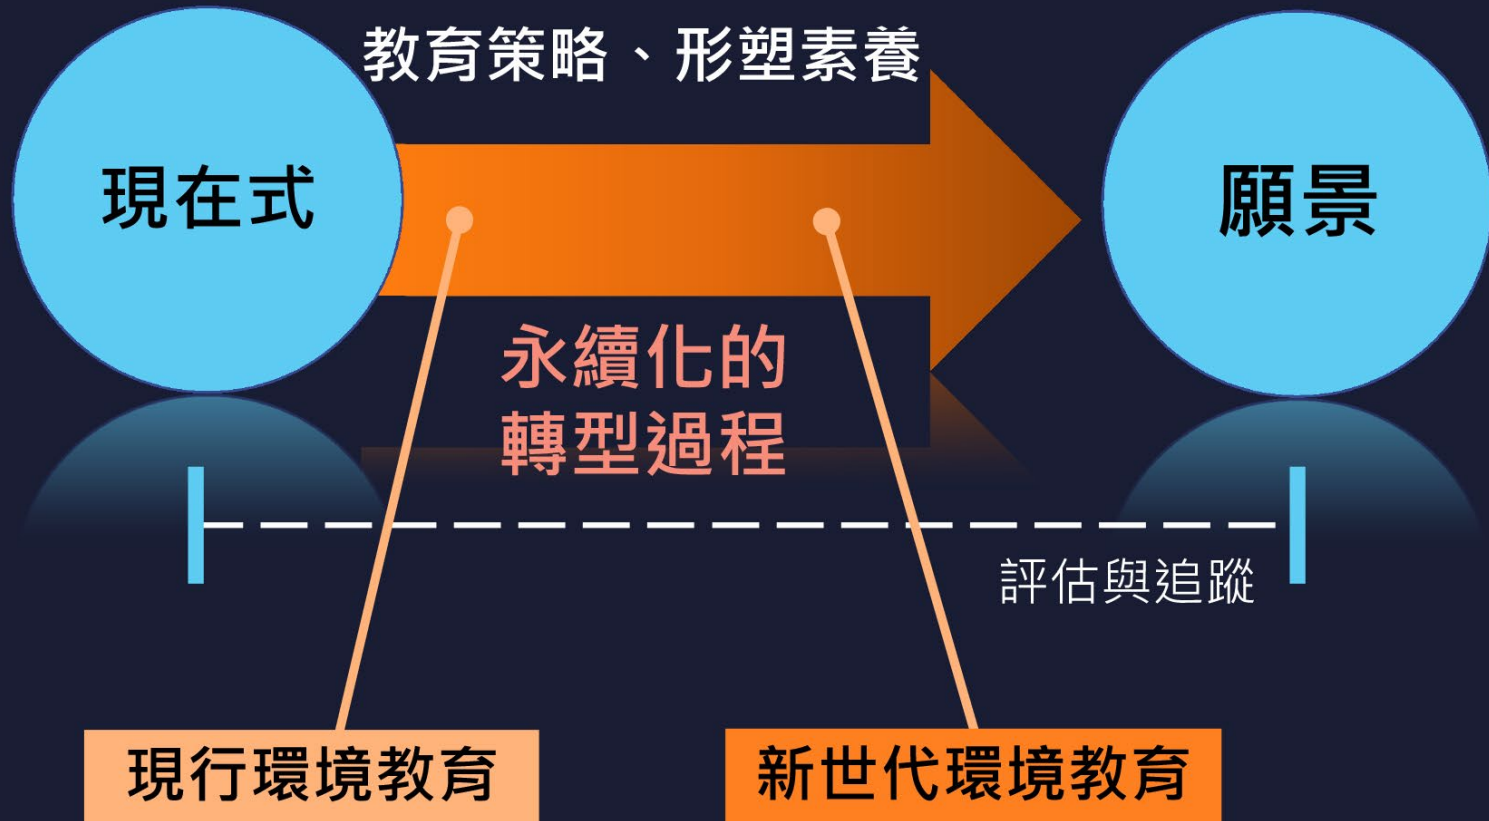 教育策略、形塑素養
現在式
願景
永續化的
轉型過程
評估與追蹤
現行環境教育
新世代環境教育